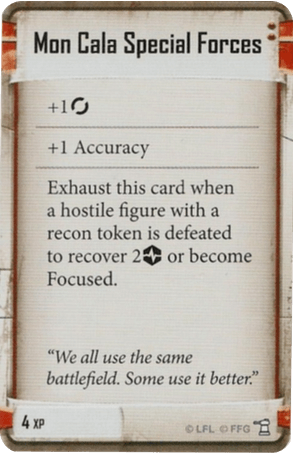 Mon Cala Special Forces
+1
+1 Accuracy
Exhaust this card when
a hostile figure with a
recon token is defeated
to recover 2 or become
Focused.
“We all use the same
battlefield. Some use it better.”
4 XP
© LFL © FFG